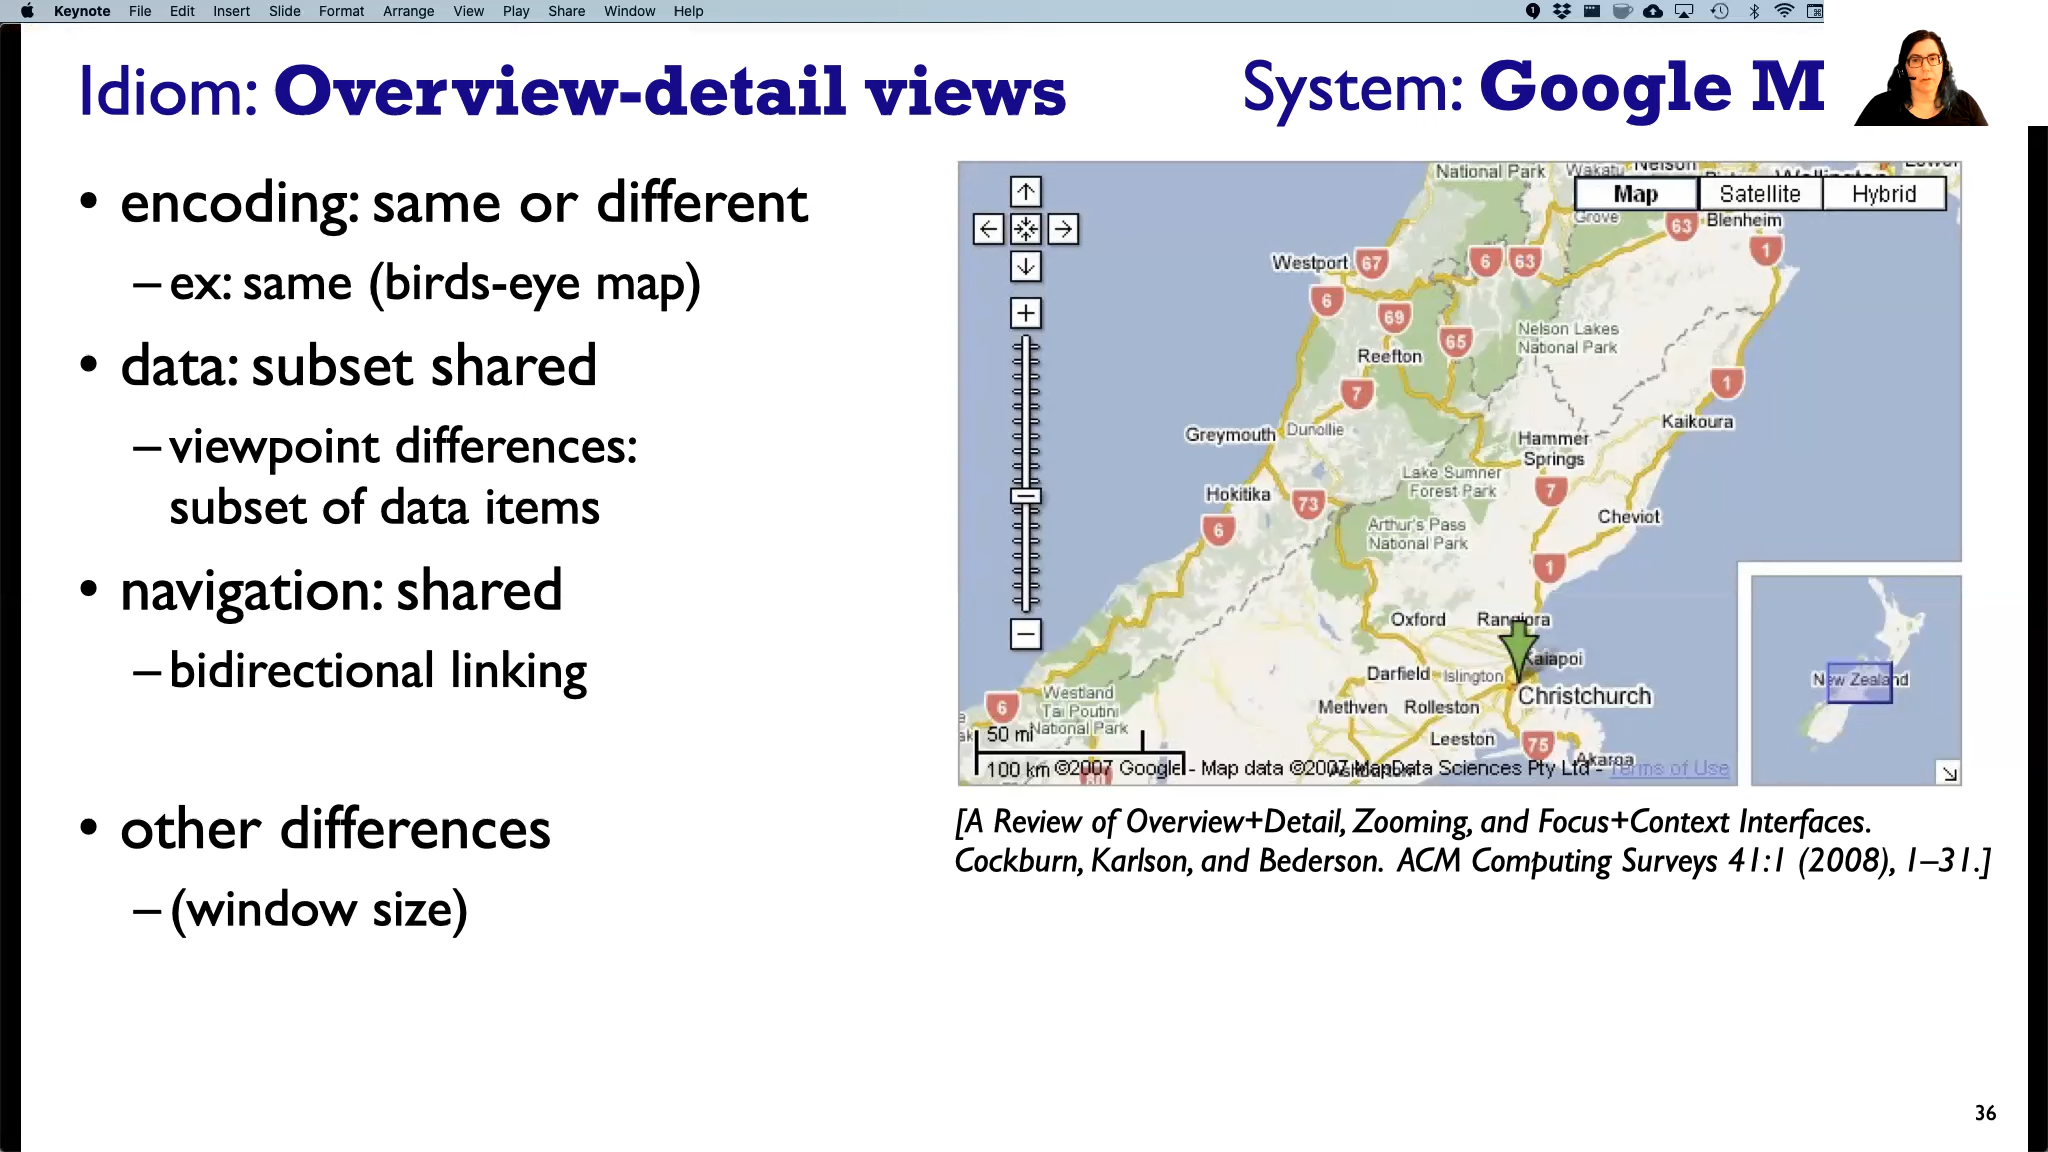 Keynote File Edit Insert Slide Format Arrange View Play Share Window Help
Idiom: Overview-detail views
System: Google M
• encoding: same or different
– ex: same (birds-eye map)
• data: subset shared
– viewpoint differences:
subset of data items
• navigation: shared
– bidirectional linking
• other differences
– (window size)
National Park
Nelson
Map
Satellite
Hybrid
Grove
63
Blenheim
1
Westport
67
6
63
6
69
65
Nelson Lakes
National Park
Reefton
7
1
Kaikoura
Greymouth
Dunollie
Hammer
Springs
Lake Sumner
Forest Park
7
Hokitika
73
Cheviot
6
Arthur's Pass
National Park
1
Oxford
Rangiora
Kaiapoi
Darfield
Islington
Christchurch
Methven
Rolleston
Westland
Tai Poutini
National Park
6
Leeston
75
Akaroa
50 mi
100 km
©2007 Google - Map data ©2007 MapData Sciences Pty Ltd - Terms of Use
New Zealand
[A Review of Overview+Detail, Zooming, and Focus+Context Interfaces.
Cockburn, Karlson, and Bederson. ACM Computing Surveys 41:1 (2008), 1–31.]
36